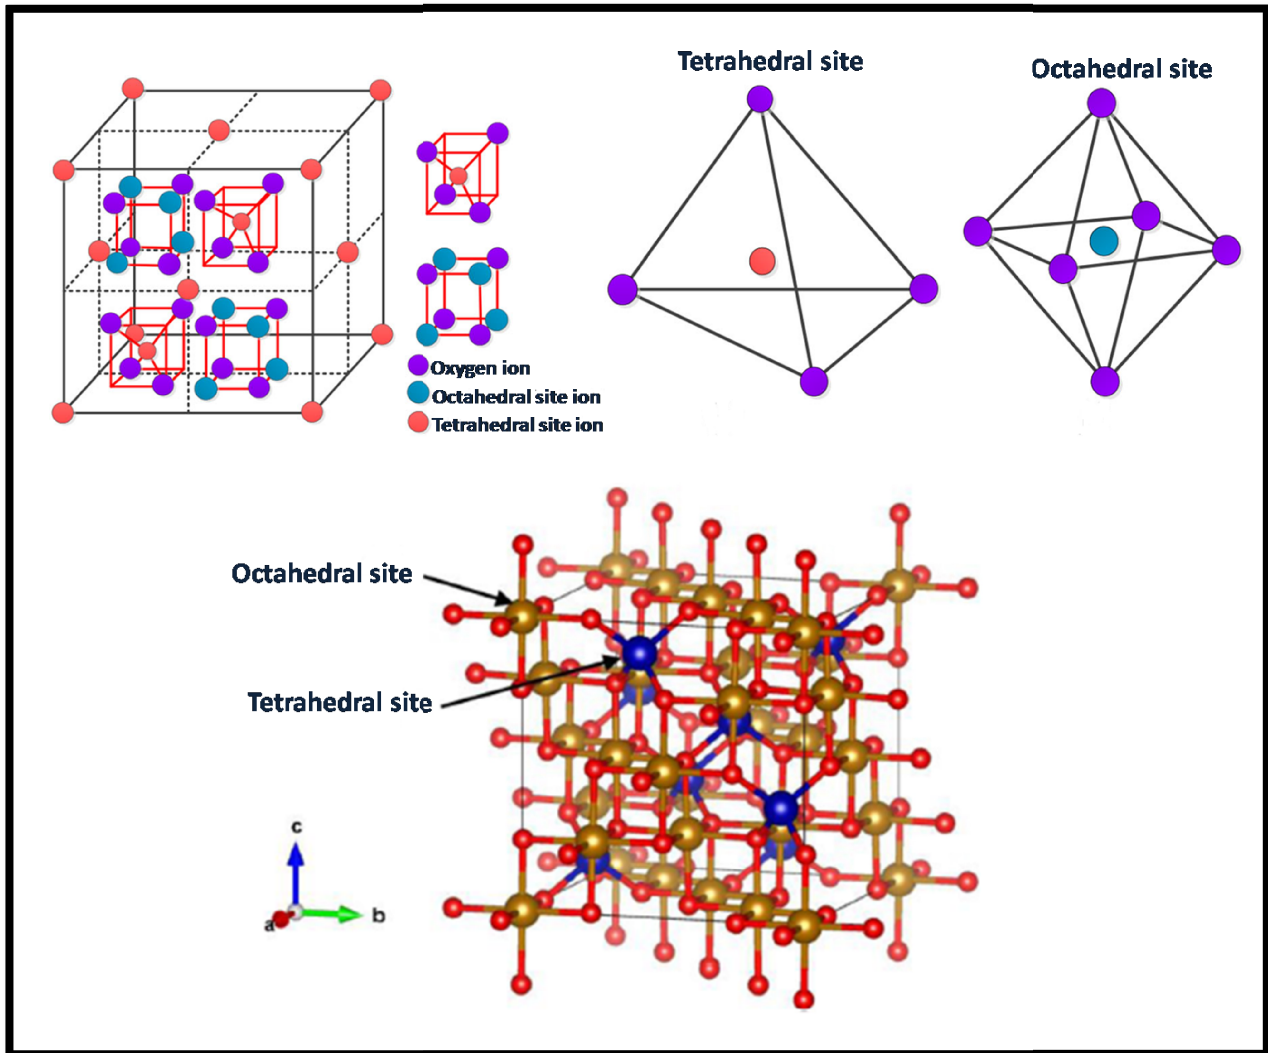 Tetrahedral site
Octahedral site
Oxygen ion
Octahedral site ion
Tetrahedral site ion
Octahedral site
Tetrahedral site
c
b
a